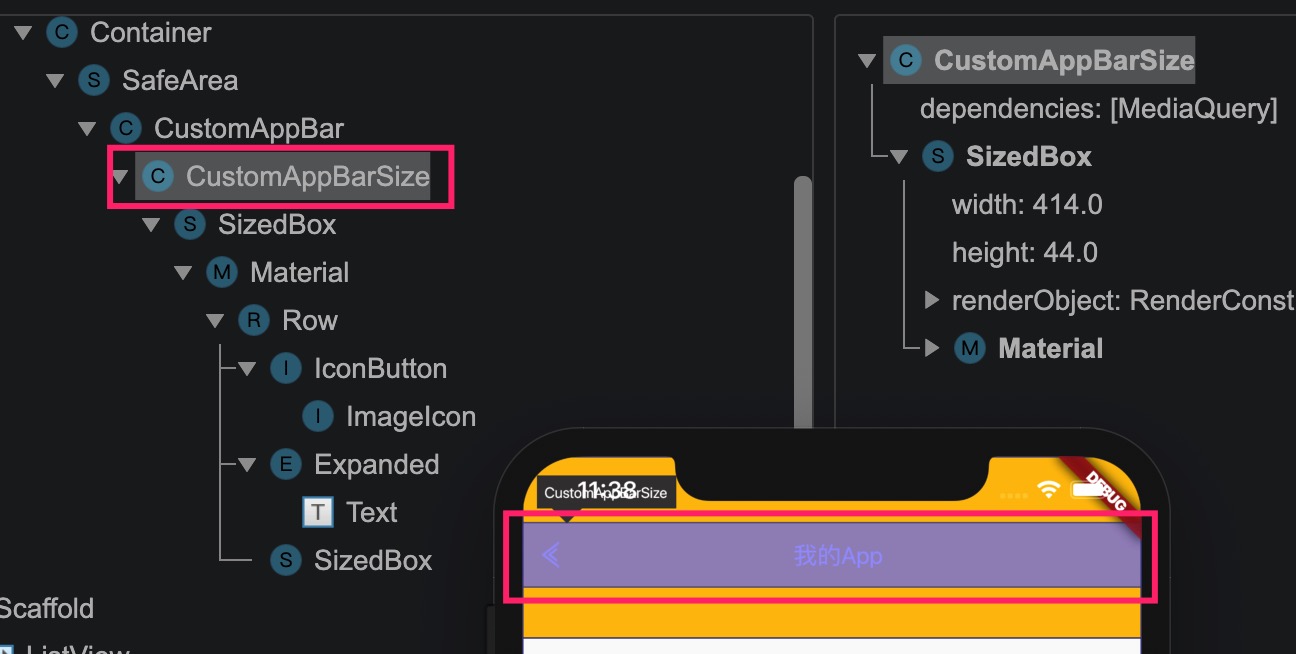 C Container
S SafeArea
C CustomAppBar
C CustomAppBarSize
S SizedBox
M Material
R Row
I IconButton
I ImageIcon
E Expanded
T Text
S SizedBox
Scaffold
ListView
C CustomAppBarSize
dependencies: [MediaQuery]
S SizedBox
width: 414.0
height: 44.0
renderObject: RenderConst
M Material
11:38
CustomAppBarSize
DEBUG
我的App